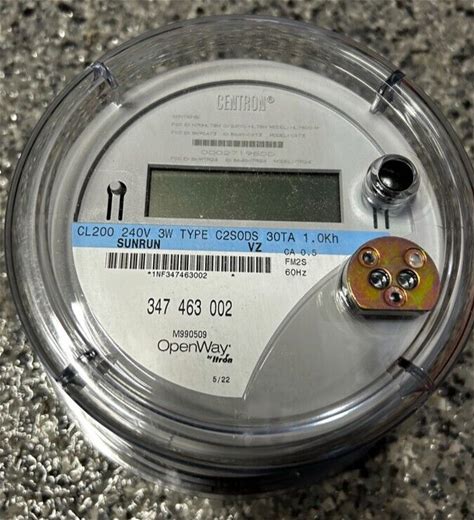 CENTRON®
CL200 240V 3W TYPE C2SODS 30TA 1.0Kh
SUNRUN VZ
CA 0.5
FM2S
60Hz
*1NF347463002
347 463 002
M990509
OpenWay®
by Itron
5/22